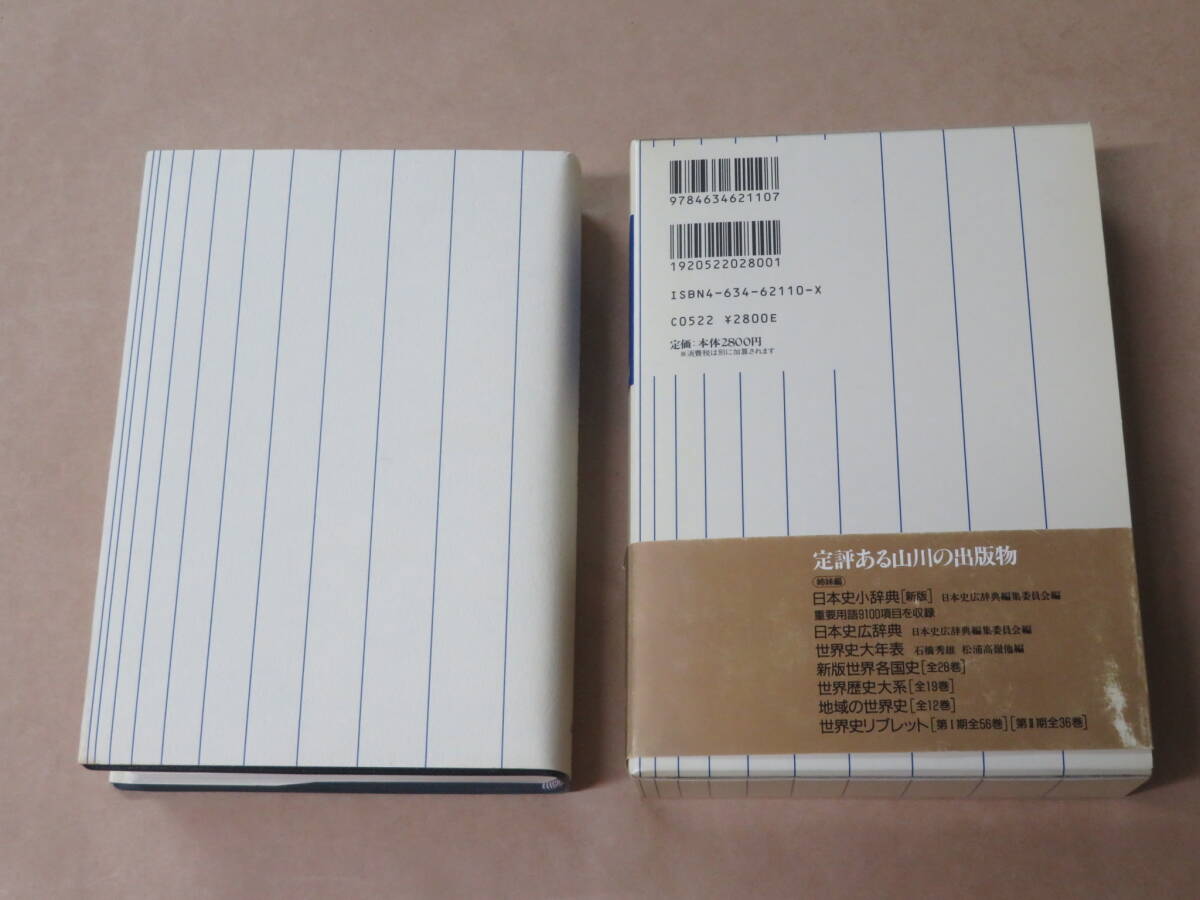 9784634621107
1920522028001
ISBN4-634-62110-X
C0522 ¥2800E
定価：本体2800円
※消費税は別に加算されます
定評ある山川の出版物
姉妹編
日本史小辞典[新版] 日本史広辞典編集委員会編
重要用語9100項目を収録
日本史広辞典 日本史広辞典編集委員会編
世界史大年表 石橋秀雄 松浦高嶺他編
新版世界各国史[全28巻]
世界歴史大系[全19巻]
地域の世界史[全12巻]
世界史リブレット[第Ⅰ期全56巻][第Ⅱ期全36巻]